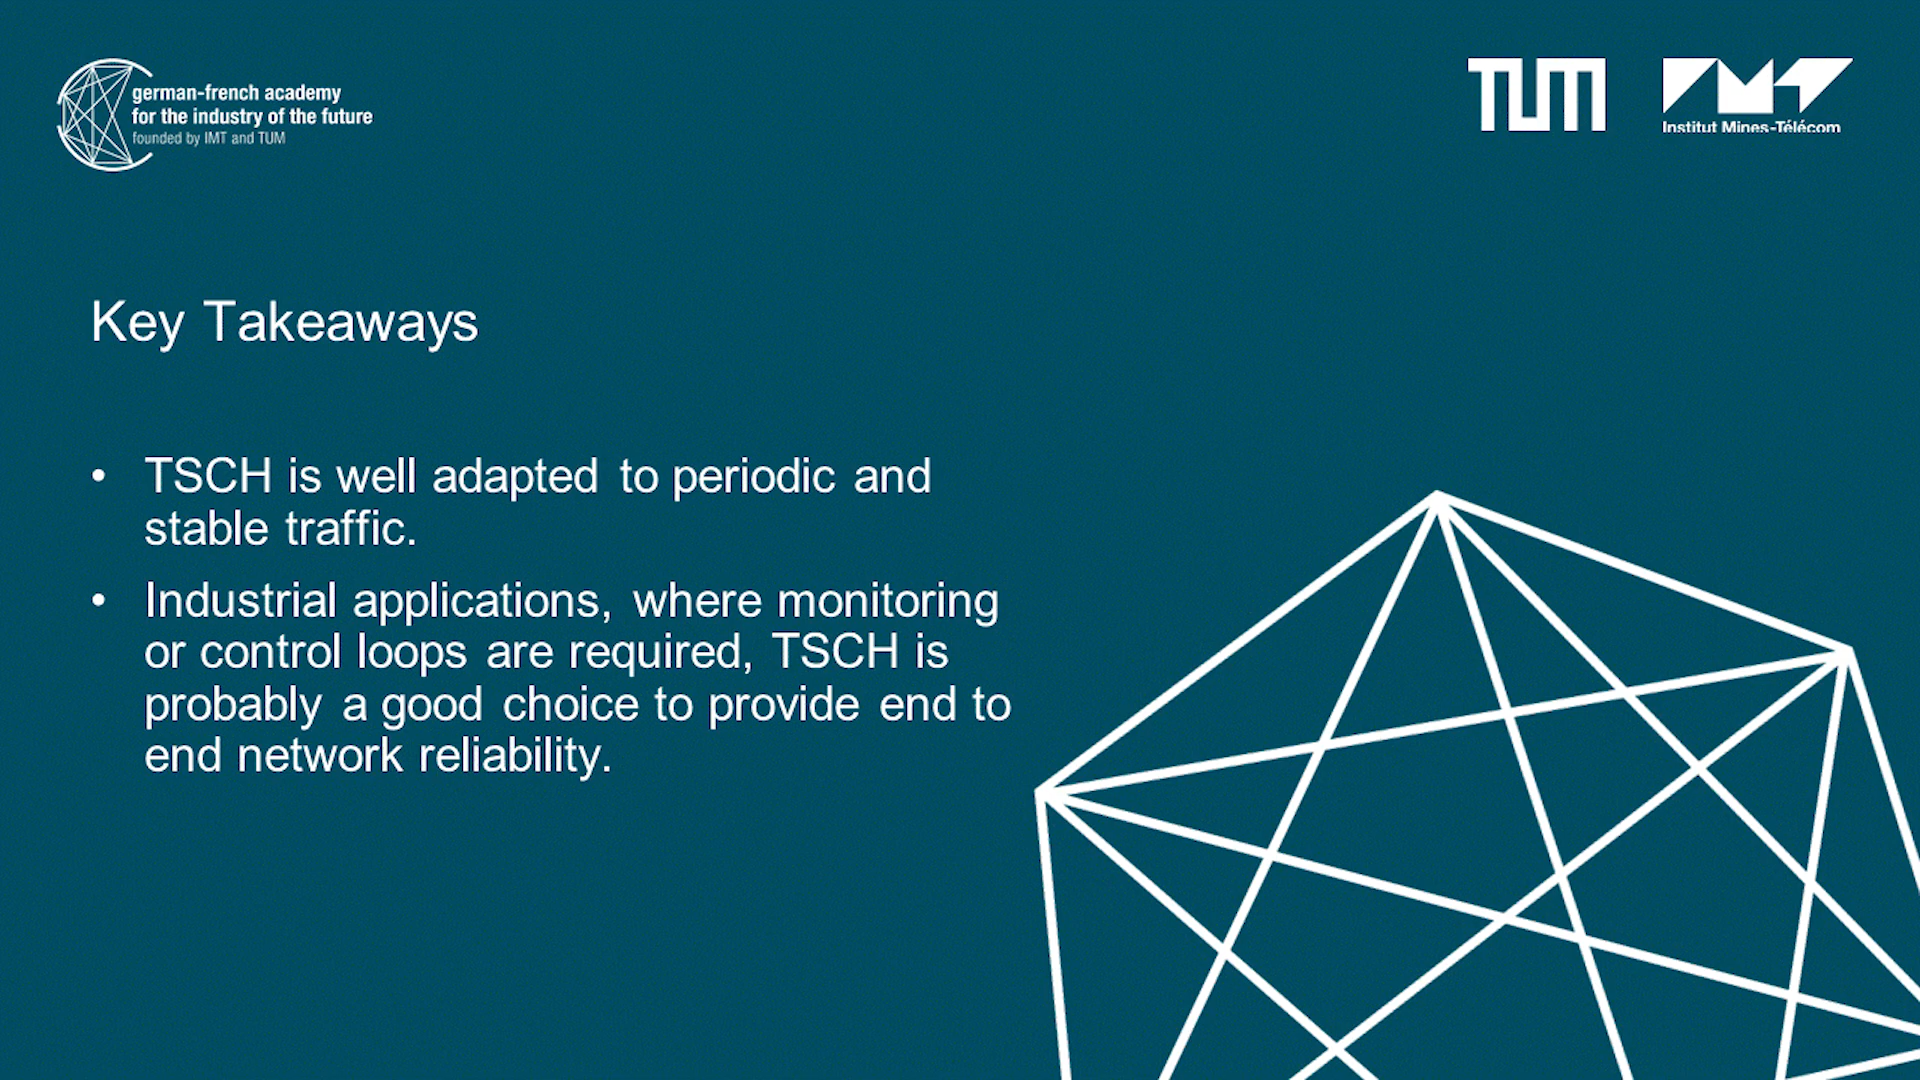 german-french academy
for the industry of the future
founded by IMT and TUM
TUM
IMT
Institut Mines-Télécom
Key Takeaways
• TSCH is well adapted to periodic and
stable traffic.
• Industrial applications, where monitoring
or control loops are required, TSCH is
probably a good choice to provide end to
end network reliability.